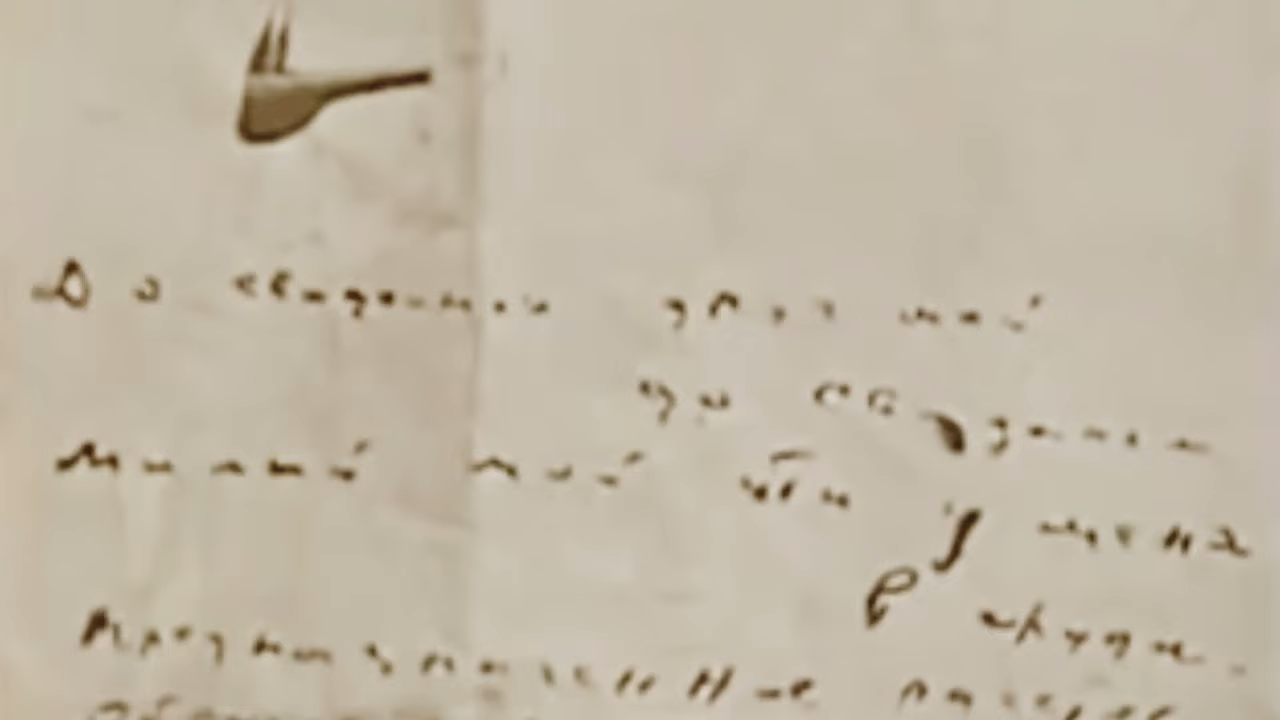 До свиданья друг мой
до свиданья
Милый мой ты
у меня
в груди.
Предназначенное